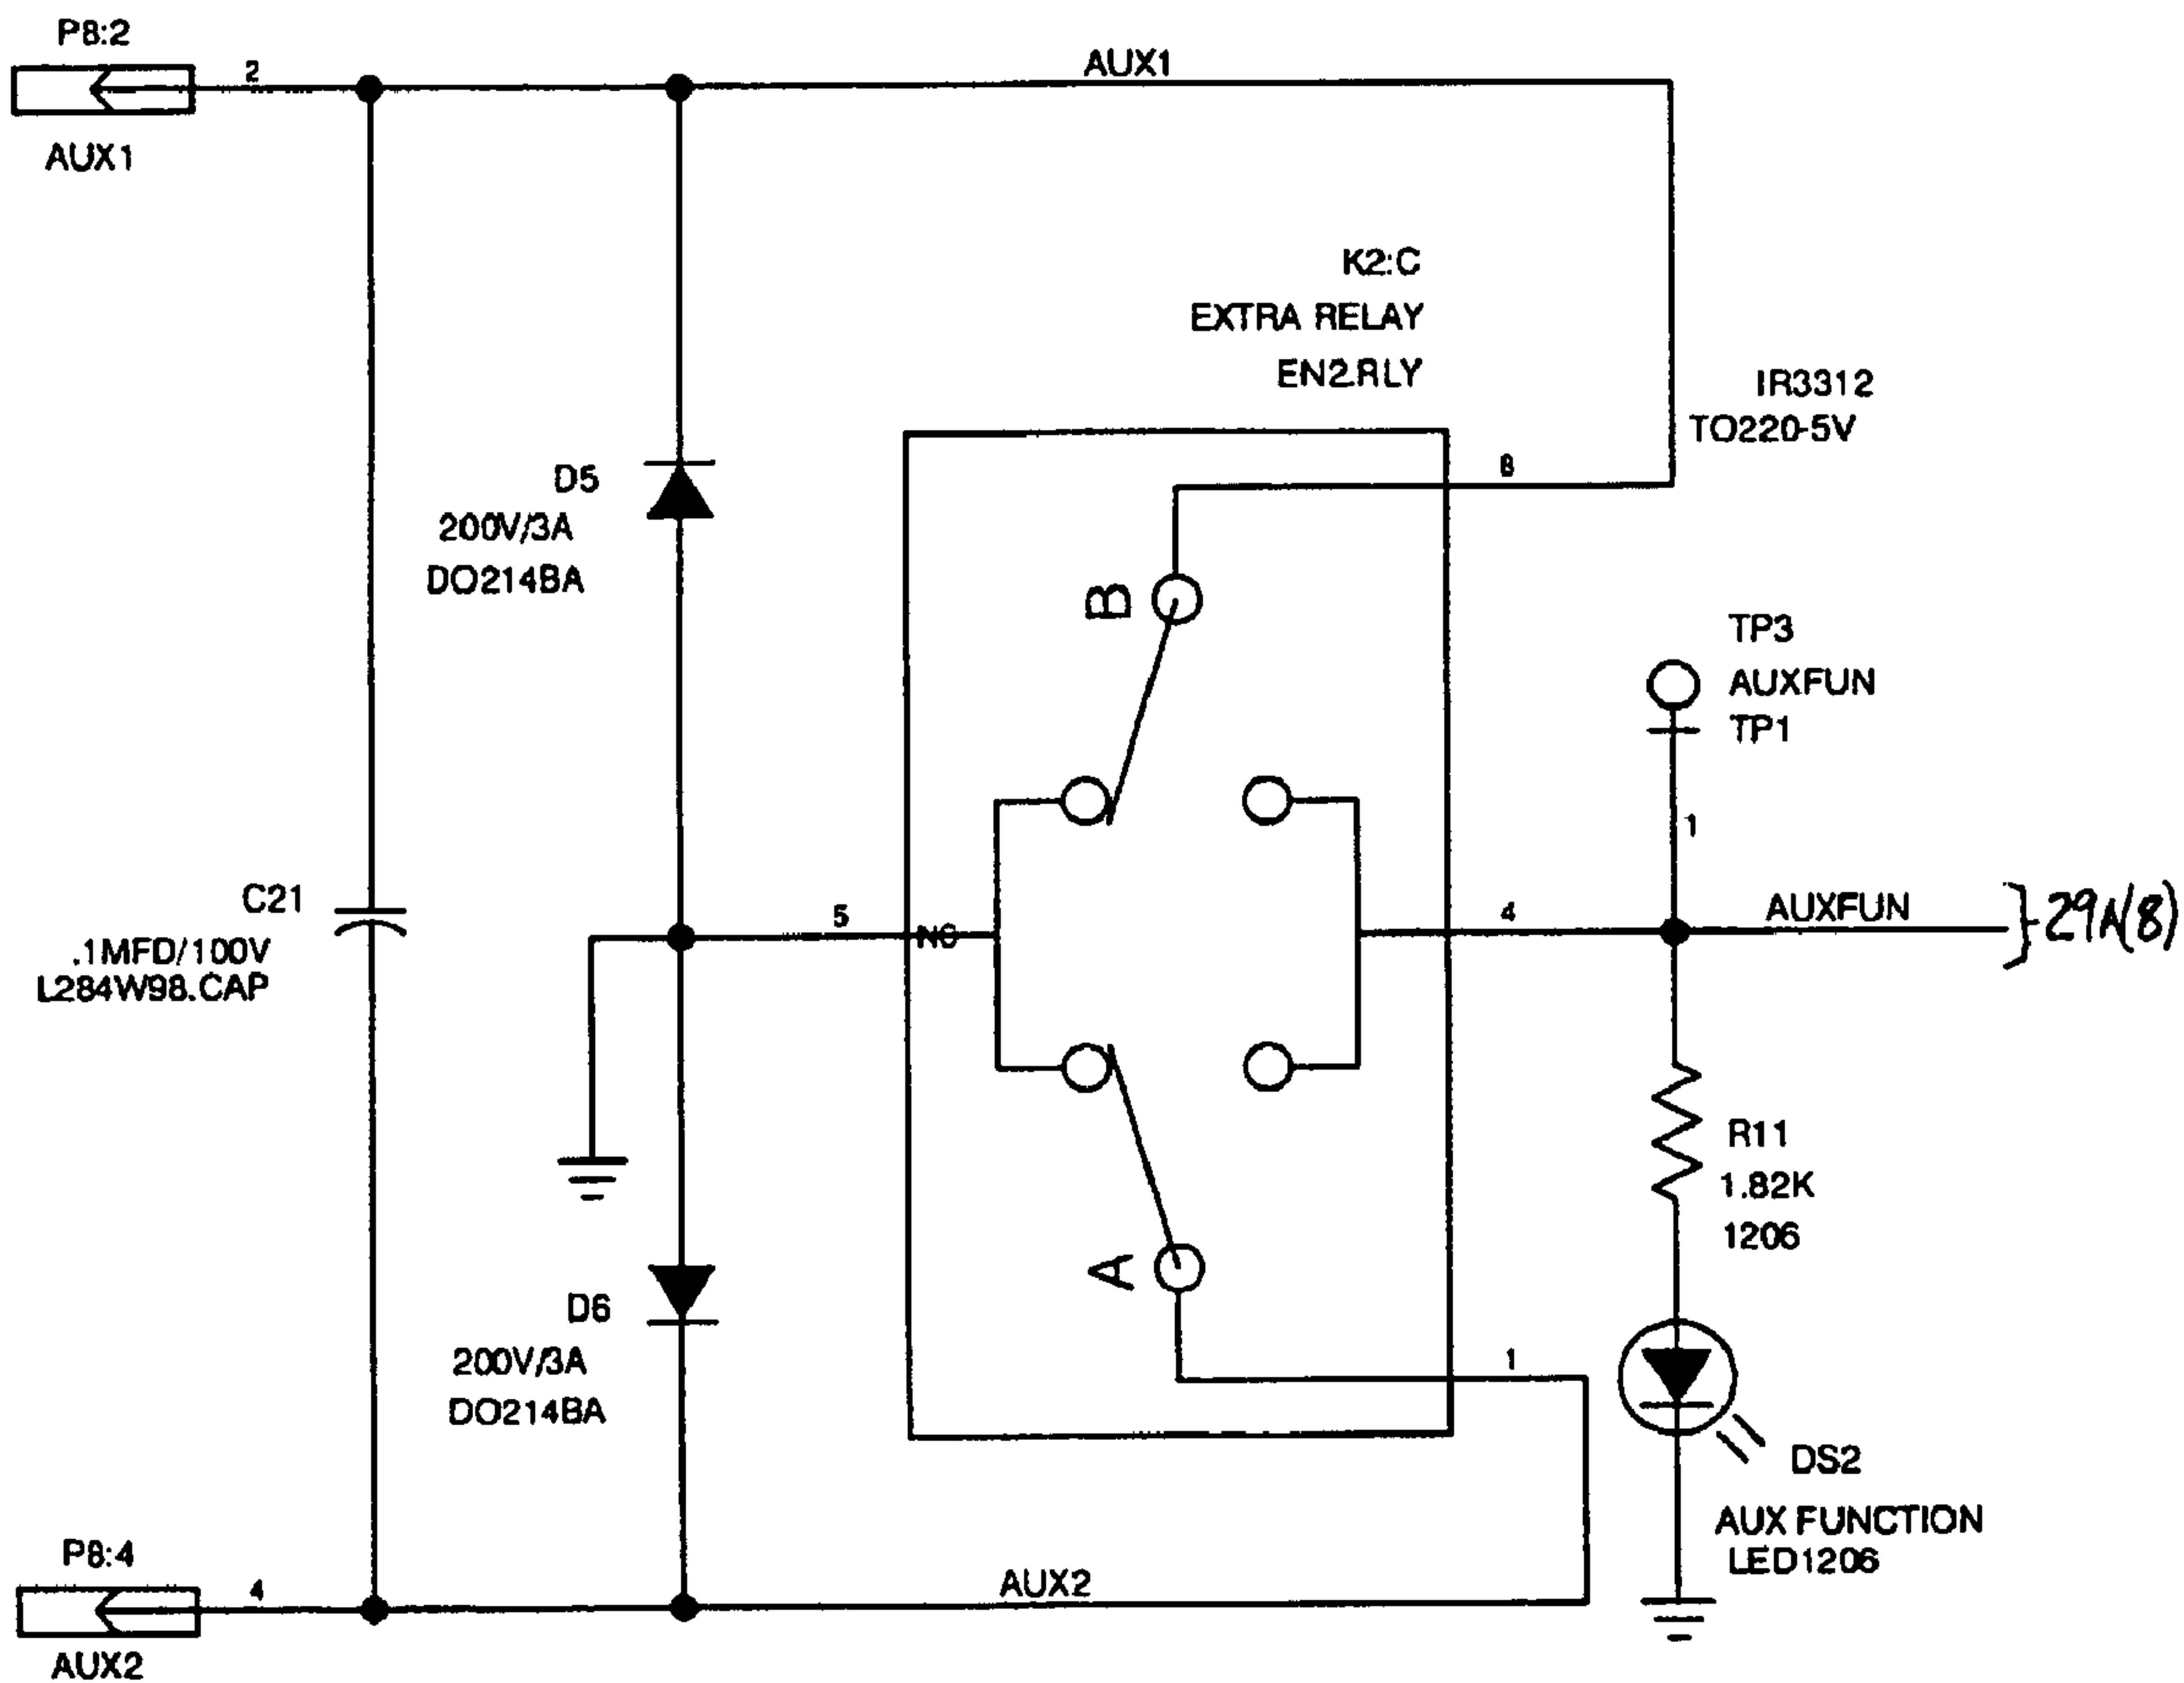 P8:2
2
AUX1
AUX1
K2:C
EXTRA RELAY
EN2.RLY
IR3312
TO220-5V
8
D5
200V/3A
DO214BA
B
TP3
AUXFUN
TP1
1
C21
.1MFD/100V
L284W98.CAP
5
NC
4
AUXFUN
29A(8)
R11
1.82K
1206
A
D6
200V/3A
DO214BA
1
DS2
AUX FUNCTION
LED1206
P8:4
4
AUX2
AUX2